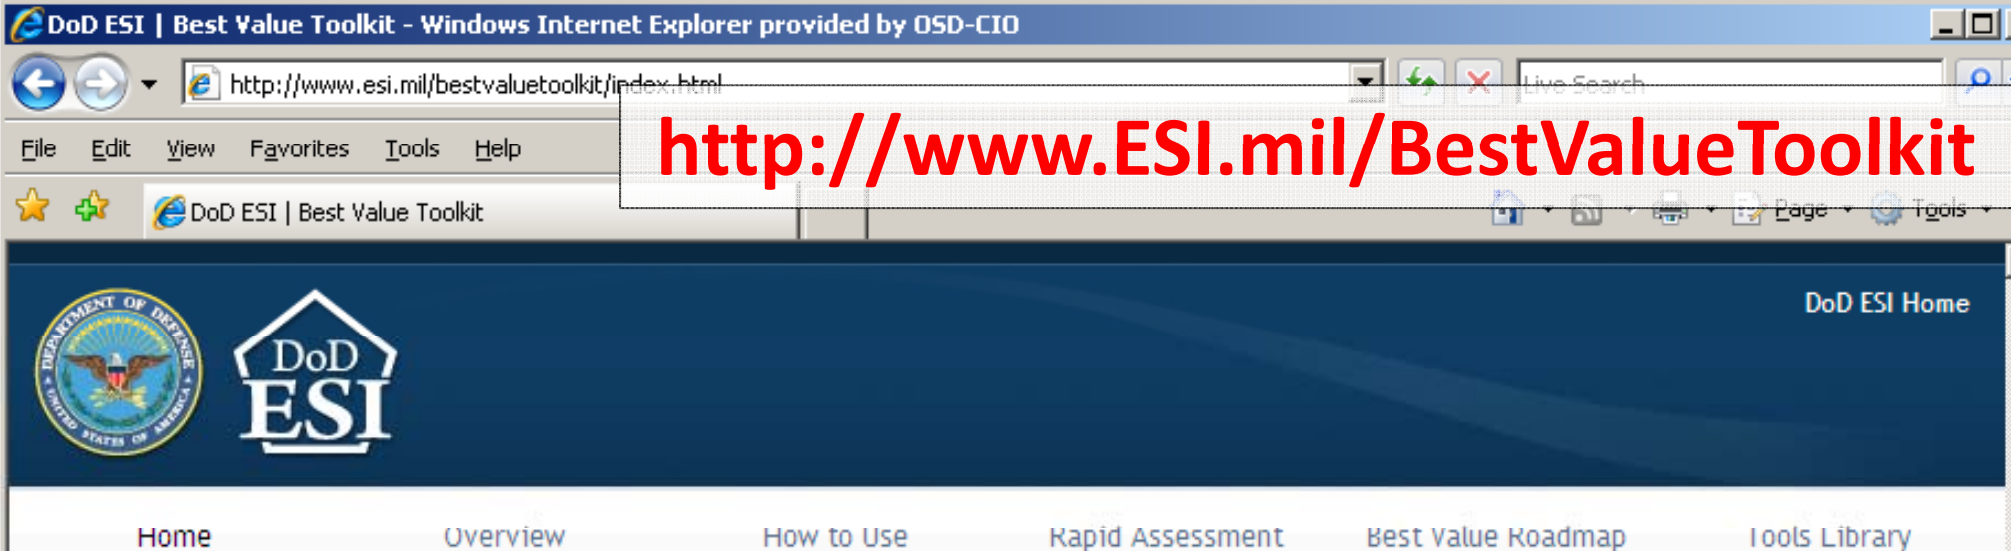 DoD ESI | Best Value Toolkit - Windows Internet Explorer provided by OSD-CIO
http://www.esi.mil/bestvaluetoolkit/index.html
Live Search
http://www.ESI.mil/BestValueToolkit
File Edit View Favorites Tools Help
DoD ESI | Best Value Toolkit
Page Tools
DoD ESI Home
DEPARTMENT OF DEFENSE
UNITED STATES OF AMERICA
DoD
ESI
Home Overview How to Use Rapid Assessment Best Value Roadmap Tools Library